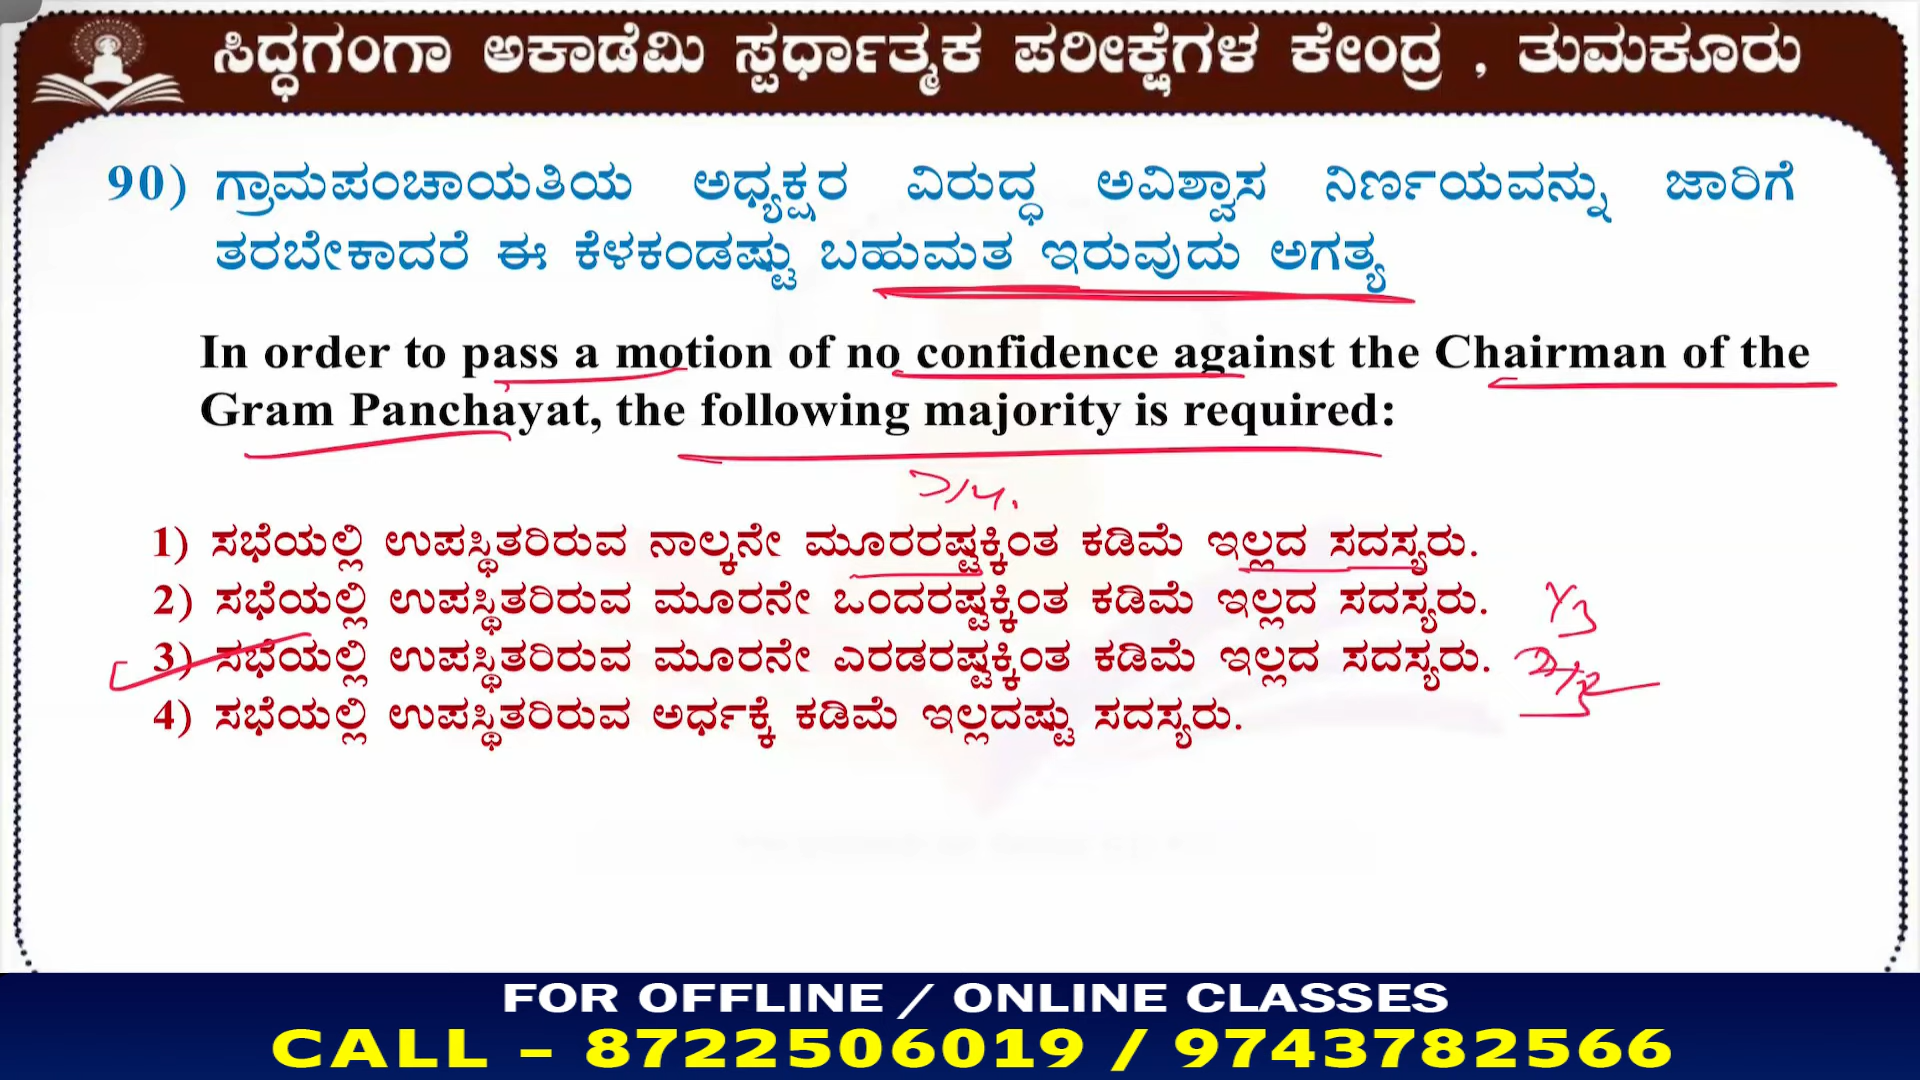 ಸಿದ್ಧಗಂಗಾ ಅಕಾಡೆಮಿ ಸ್ಪರ್ಧಾತ್ಮಕ ಪರೀಕ್ಷೆಗಳ ಕೇಂದ್ರ , ತುಮಕೂರು
90) ಗ್ರಾಮಪಂಚಾಯತಿಯ ಅಧ್ಯಕ್ಷರ ವಿರುದ್ಧ ಅವಿಶ್ವಾಸ ನಿರ್ಣಯವನ್ನು ಜಾರಿಗೆ
ತರಬೇಕಾದರೆ ಈ ಕೆಳಕಂಡಷ್ಟು ಬಹುಮತ ಇರುವುದು ಅಗತ್ಯ
In order to pass a motion of no confidence against the Chairman of the
Gram Panchayat, the following majority is required:
3/4.
1) ಸಭೆಯಲ್ಲಿ ಉಪಸ್ಥಿತರಿರುವ ನಾಲ್ಕನೇ ಮೂರರಷ್ಟಕ್ಕಿಂತ ಕಡಿಮೆ ಇಲ್ಲದ ಸದಸ್ಯರು.
2) ಸಭೆಯಲ್ಲಿ ಉಪಸ್ಥಿತರಿರುವ ಮೂರನೇ ಒಂದರಷ್ಟಕ್ಕಿಂತ ಕಡಿಮೆ ಇಲ್ಲದ ಸದಸ್ಯರು. 1/3
3) ಸಭೆಯಲ್ಲಿ ಉಪಸ್ಥಿತರಿರುವ ಮೂರನೇ ಎರಡರಷ್ಟಕ್ಕಿಂತ ಕಡಿಮೆ ಇಲ್ಲದ ಸದಸ್ಯರು.
4) ಸಭೆಯಲ್ಲಿ ಉಪಸ್ಥಿತರಿರುವ ಅರ್ಧಕ್ಕೆ ಕಡಿಮೆ ಇಲ್ಲದಷ್ಟು ಸದಸ್ಯರು.
FOR OFFLINE / ONLINE CLASSES
CALL – 8722506019 / 9743782566